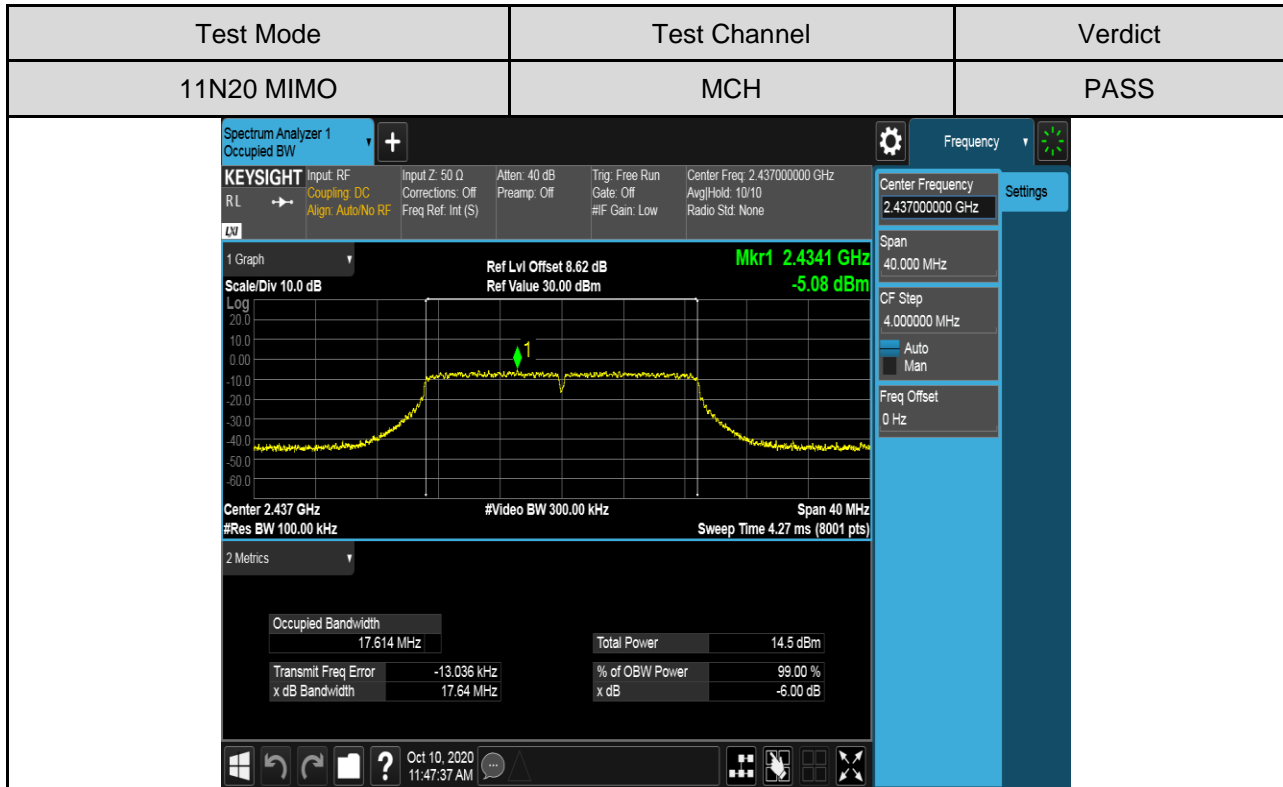 Test Mode Test Channel Verdict
11N20 MIMO MCH PASS
Spectrum Analyzer 1
Occupied BW
Frequency
KEYSIGHT
RL
LXI
Input: RF
Coupling: DC
Align: Auto/No RF
Input Z: 50 Ω
Corrections: Off
Freq Ref: Int (S)
Atten: 40 dB
Preamp: Off
Trig: Free Run
Gate: Off
#IF Gain: Low
Center Freq: 2.437000000 GHz
Avg|Hold: 10/10
Radio Std: None
Center Frequency
2.437000000 GHz
Settings
Span
40.000 MHz
CF Step
4.000000 MHz
Auto
Man
Freq Offset
0 Hz
1 Graph
Scale/Div 10.0 dB
Ref Lvl Offset 8.62 dB
Ref Value 30.00 dBm
Mkr1 2.4341 GHz
-5.08 dBm
Log
20.0
10.0
0.00
-10.0
-20.0
-30.0
-40.0
-50.0
-60.0
1
Center 2.437 GHz #Video BW 300.00 kHz Span 40 MHz
#Res BW 100.00 kHz Sweep Time 4.27 ms (8001 pts)
2 Metrics
Occupied Bandwidth
17.614 MHz
Total Power 14.5 dBm
Transmit Freq Error -13.036 kHz
% of OBW Power 99.00 %
x dB Bandwidth 17.64 MHz
x dB -6.00 dB
?
Oct 10, 2020
11:47:37 AM